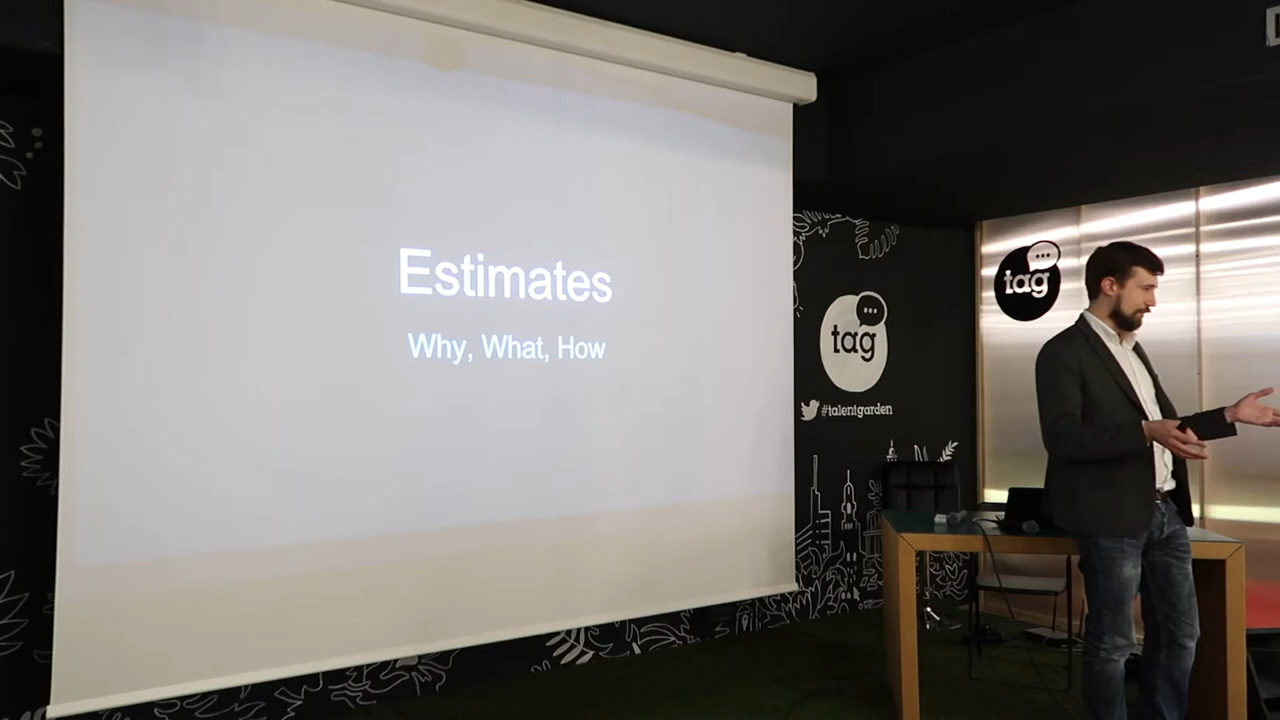 Estimates
Why, What, How
tag
#talentgarden
tag